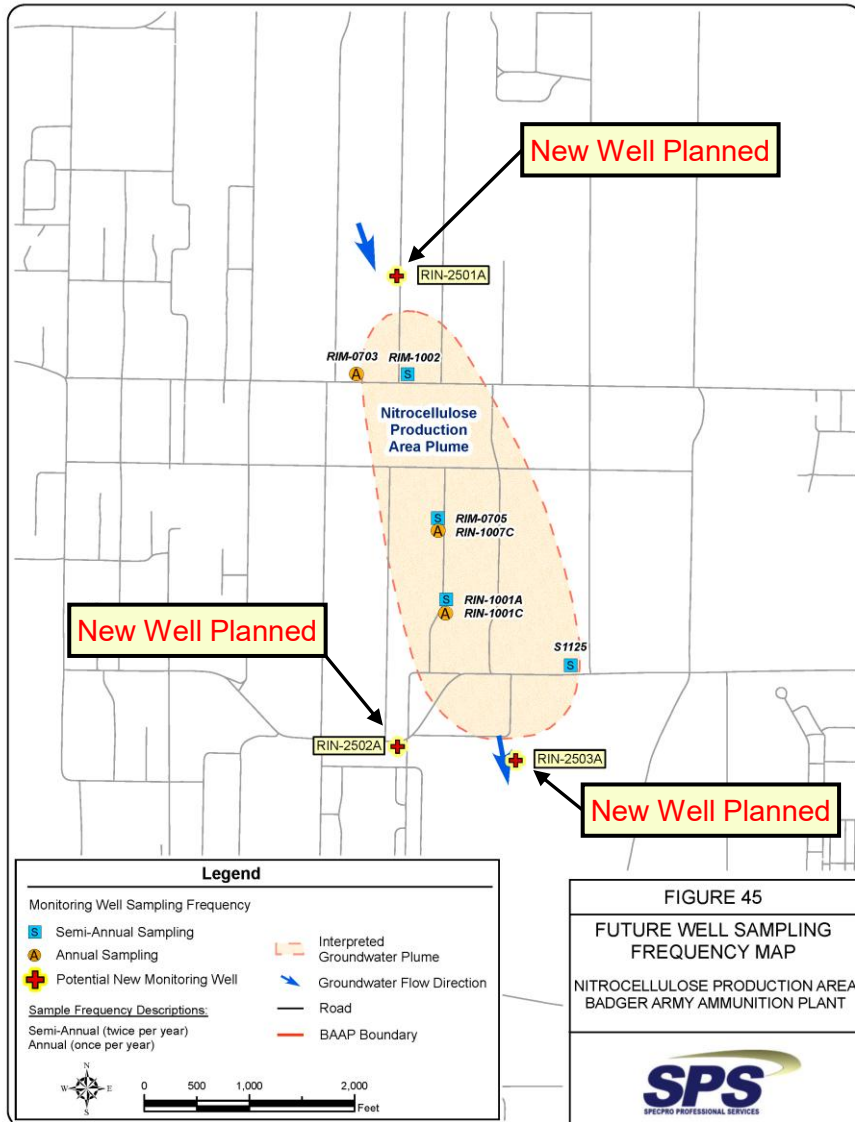 New Well Planned
RIN-2501A
RIM-0703
RIM-1002
A
S
Nitrocellulose
Production
Area Plume
S
RIM-0705
A
RIN-1007C
S
RIN-1001A
A
RIN-1001C
New Well Planned
S1125
S
RIN-2502A
RIN-2503A
New Well Planned
Legend
Monitoring Well Sampling Frequency
S Semi-Annual Sampling
A Annual Sampling
Potential New Monitoring Well
Sample Frequency Descriptions:
Semi-Annual (twice per year)
Annual (once per year)
Interpreted
Groundwater Plume
Groundwater Flow Direction
Road
BAAP Boundary
N
W E
S
0 500 1,000 2,000
Feet
FIGURE 45
FUTURE WELL SAMPLING
FREQUENCY MAP
NITROCELLULOSE PRODUCTION AREA
BADGER ARMY AMMUNITION PLANT
SPS
SPECPRO PROFESSIONAL SERVICES